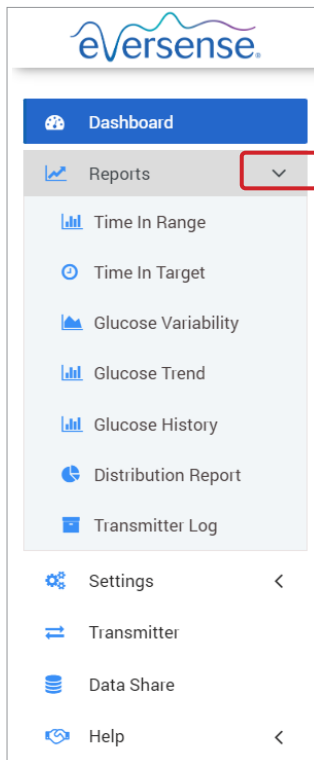 eversense.
Dashboard
Reports
Time In Range
Time In Target
Glucose Variability
Glucose Trend
Glucose History
Distribution Report
Transmitter Log
Settings
Transmitter
Data Share
Help